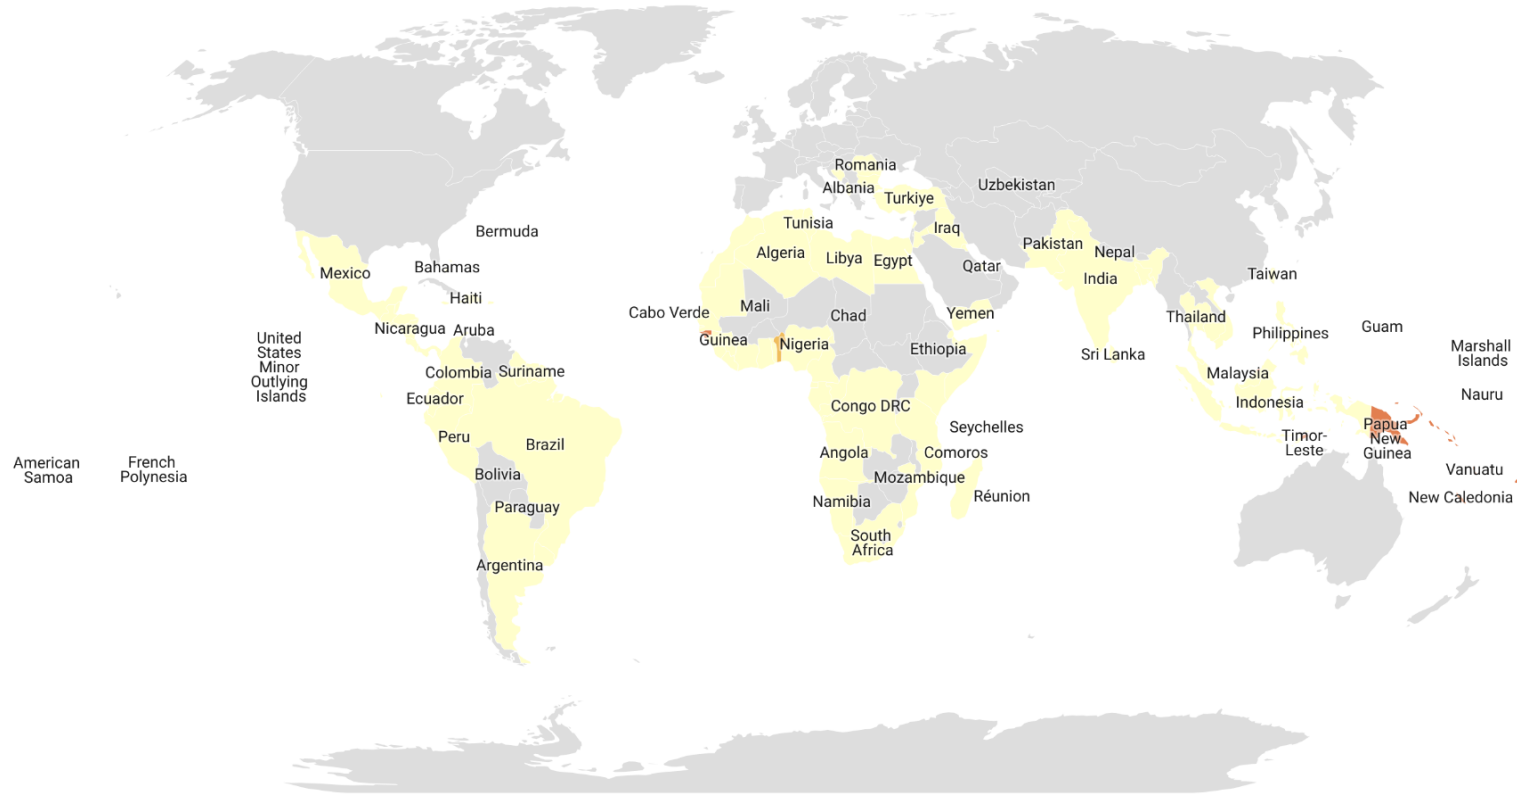 Romania
Uzbekistan
Albania
Turkiye
Tunisia
Iraq
Bermuda
Pakistan
Nepal
Algeria
Libya
Egypt
Qatar
Bahamas
Mexico
Taiwan
India
Haiti
Mali
Cabo Verde
Chad
Yemen
Thailand
Nicaragua
Aruba
Guam
Philippines
Guinea
Nigeria
Ethiopia
United
States
Minor
Outlying
Islands
Marshall
Islands
Sri Lanka
Colombia
Suriname
Malaysia
Nauru
Ecuador
Congo DRC
Indonesia
Seychelles
Papua
New
Guinea
Peru
Brazil
Timor-
Leste
Angola
Comoros
American
Samoa
French
Polynesia
Vanuatu
Bolivia
Mozambique
Réunion
New Caledonia
Namibia
Paraguay
South
Africa
Argentina